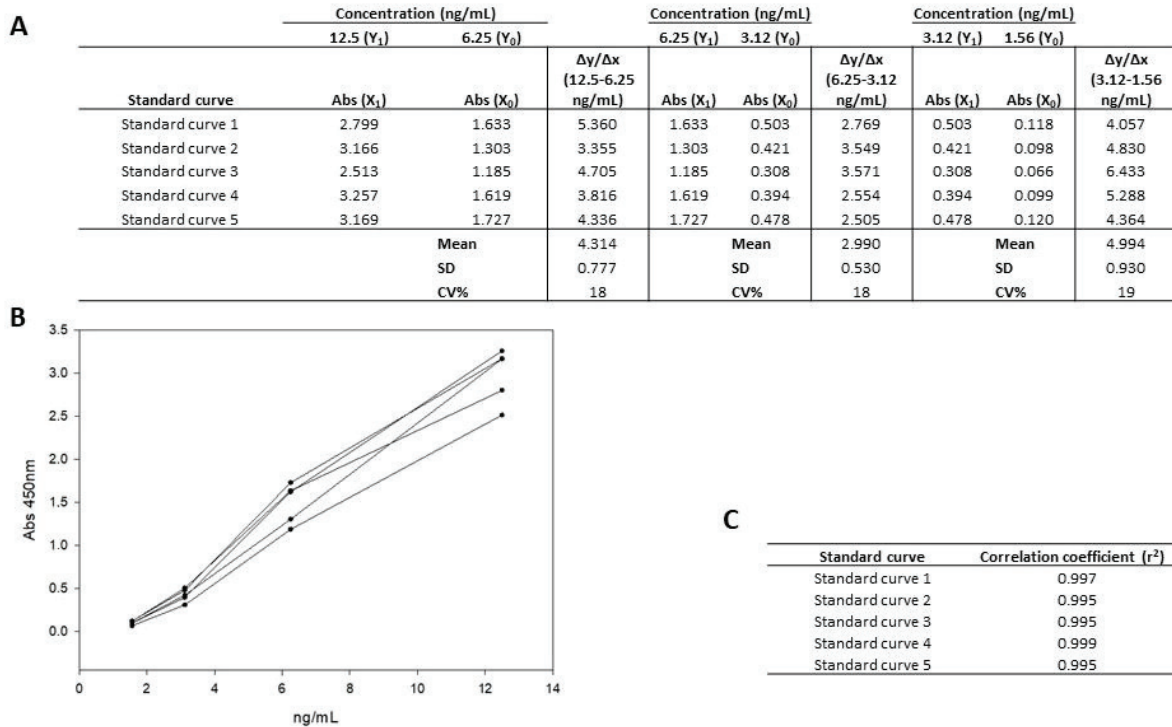 A
Concentration (ng/mL) Concentration (ng/mL) Concentration (ng/mL)
12.5 (Y₁) 6.25 (Y₀) 6.25 (Y₁) 3.12 (Y₀) 3.12 (Y₁) 1.56 (Y₀)
Δy/Δx Δy/Δx Δy/Δx
(12.5-6.25 (6.25-3.12 (3.12-1.56
Standard curve Abs (X₁) Abs (X₀) ng/mL) Abs (X₁) Abs (X₀) ng/mL) Abs (X₁) Abs (X₀) ng/mL)
Standard curve 1 2.799 1.633 5.360 1.633 0.503 2.769 0.503 0.118 4.057
Standard curve 2 3.166 1.303 3.355 1.303 0.421 3.549 0.421 0.098 4.830
Standard curve 3 2.513 1.185 4.705 1.185 0.308 3.571 0.308 0.066 6.433
Standard curve 4 3.257 1.619 3.816 1.619 0.394 2.554 0.394 0.099 5.288
Standard curve 5 3.169 1.727 4.336 1.727 0.478 2.505 0.478 0.120 4.364
Mean 4.314 Mean 2.990 Mean 4.994
SD 0.777 SD 0.530 SD 0.930
CV% 18 CV% 18 CV% 19
B
3.5
3.0
2.5
2.0
1.5
1.0
0.5
0.0
Abs 450nm
0 2 4 6 8 10 12 14
ng/mL
C
Standard curve Correlation coefficient (r²)
Standard curve 1 0.997
Standard curve 2 0.995
Standard curve 3 0.995
Standard curve 4 0.999
Standard curve 5 0.995